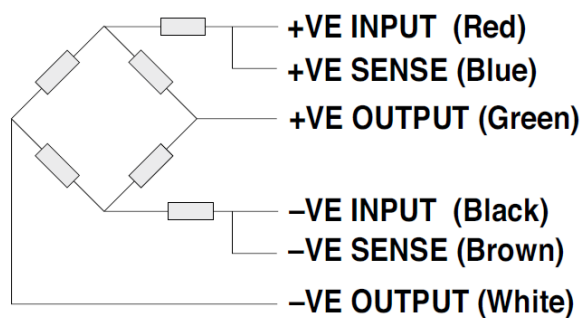 +VE INPUT (Red)
+VE SENSE (Blue)
+VE OUTPUT (Green)
–VE INPUT (Black)
–VE SENSE (Brown)
–VE OUTPUT (White)